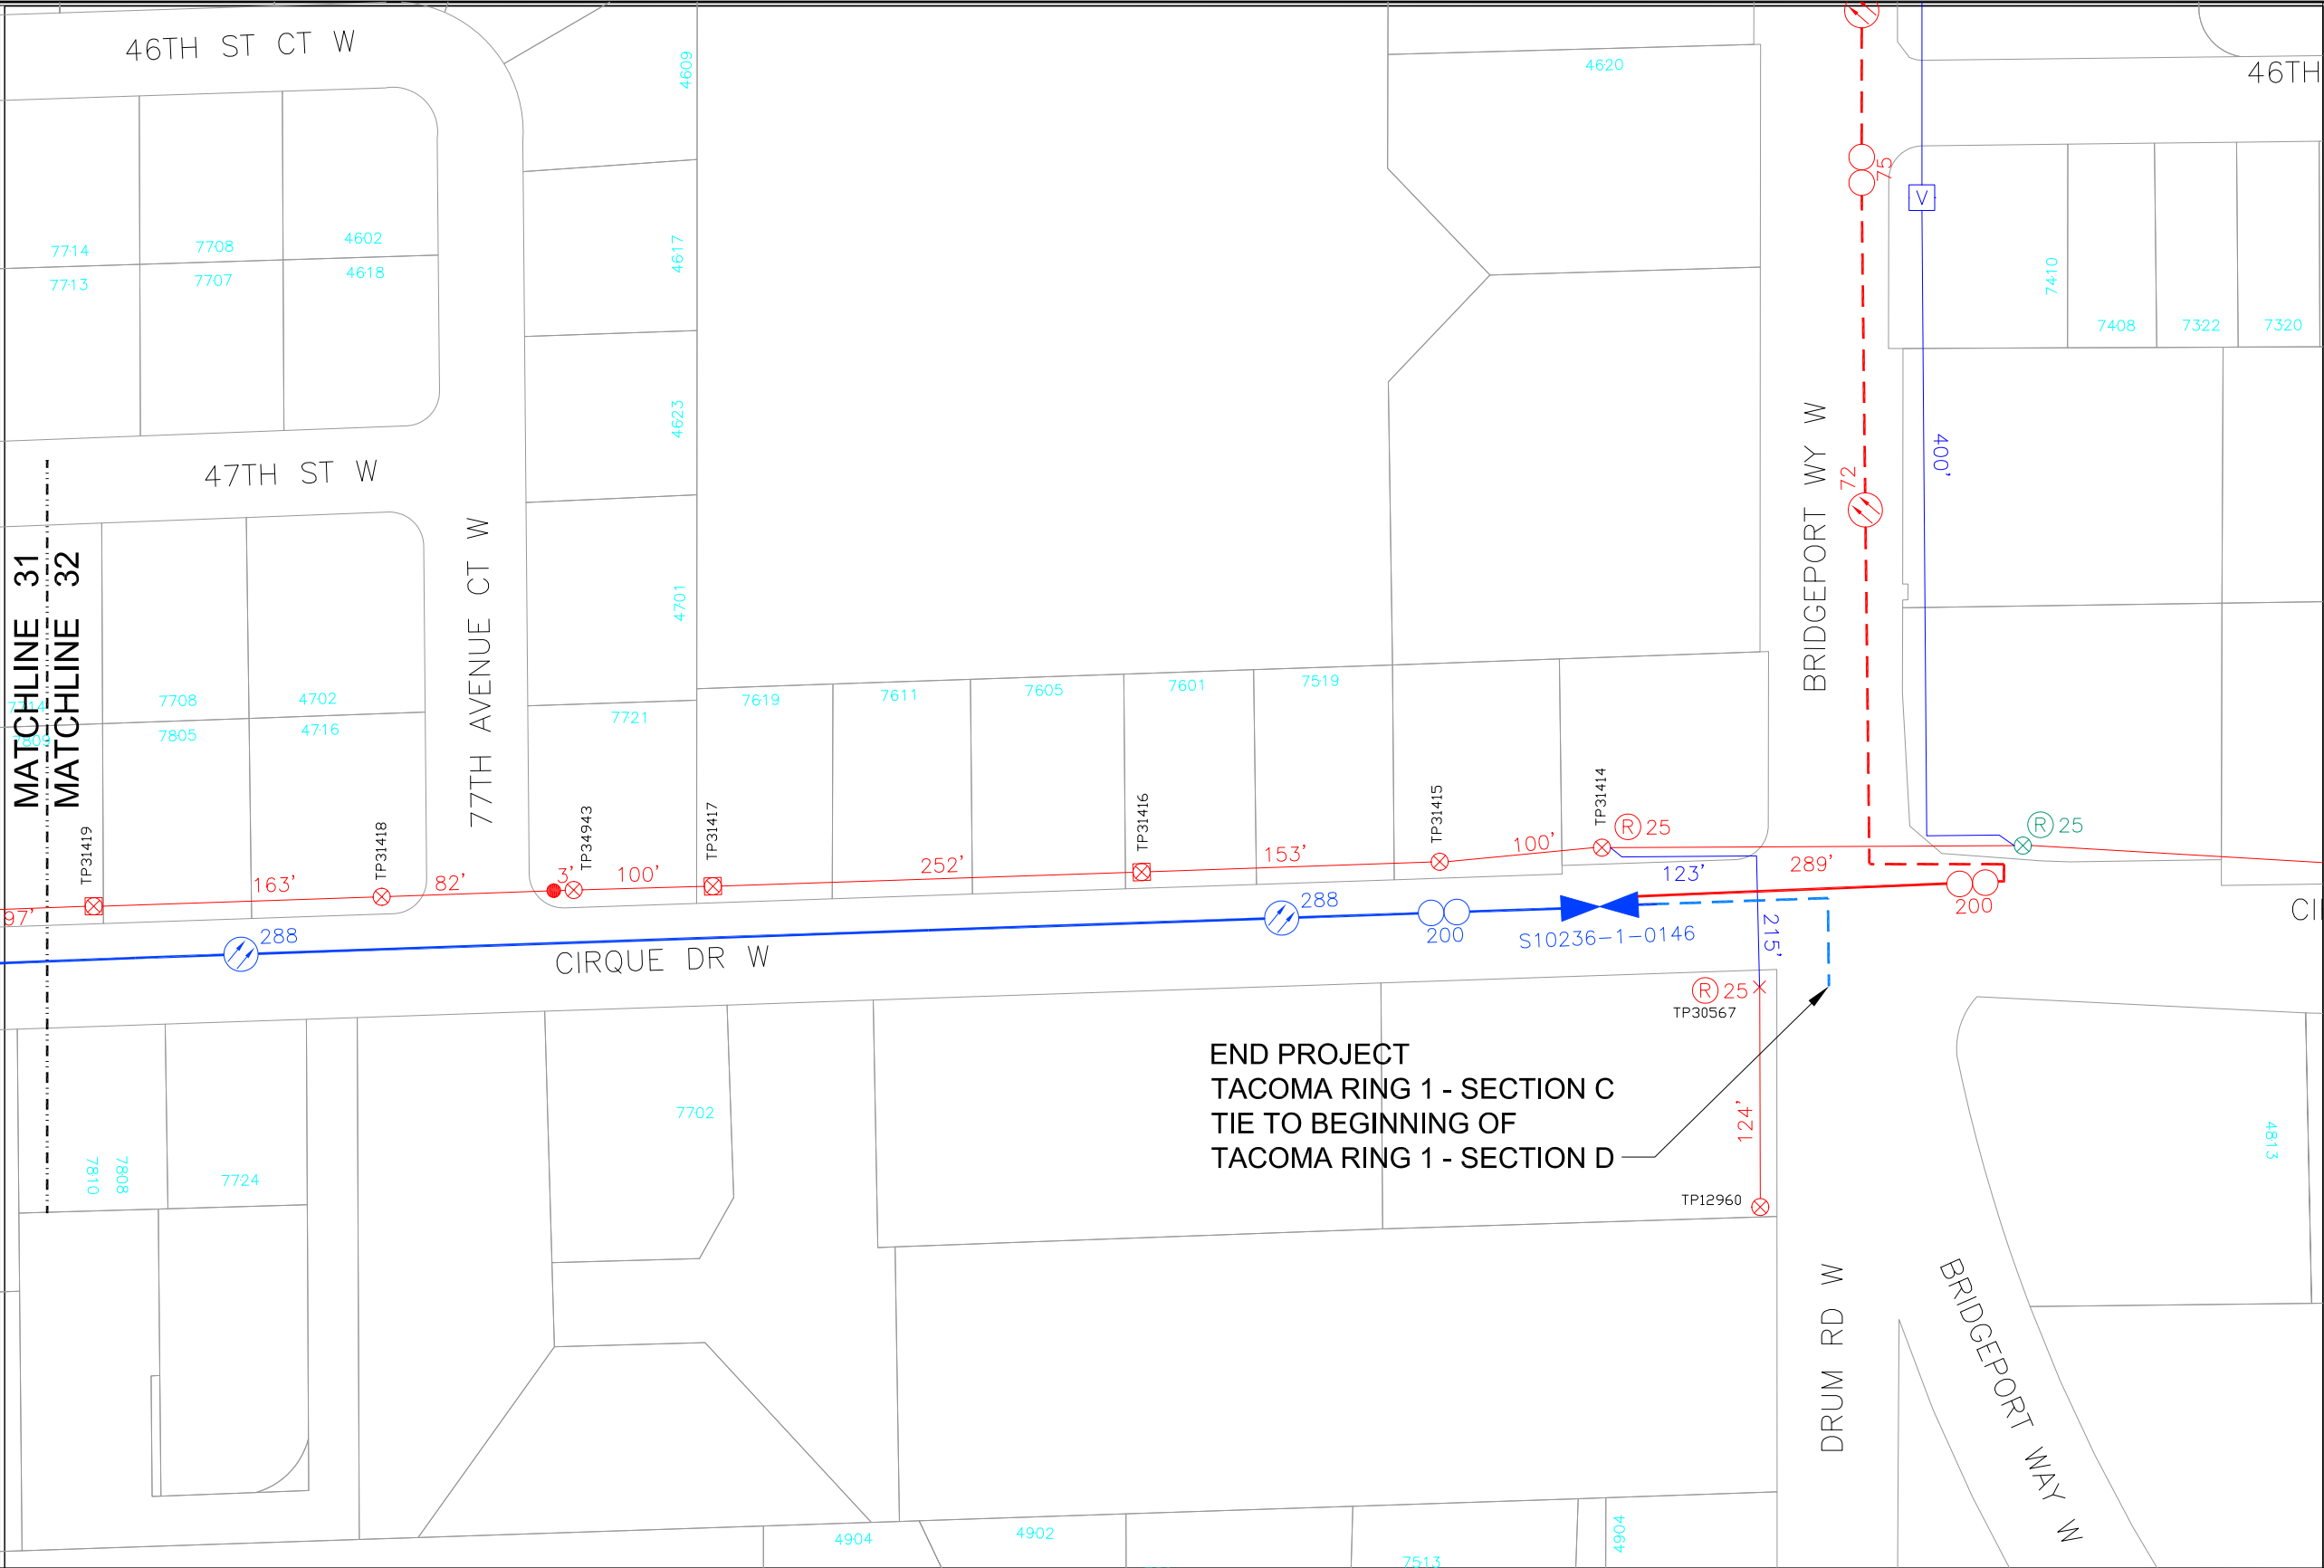 46TH ST CT W
4609
4620
46TH
75
V
7714
7708
4602
7713
7707
4618
4617
7410
7408
7322
7320
4623
400'
47TH ST W
72
BRIDGEPORT WY W
77TH AVENUE CT W
MATCHLINE 31
MATCHLINE 32
4701
7714
7708
4702
7809
7805
4716
7721
7619
7611
7605
7601
7519
TP31419
TP31418
TP34943
TP31417
TP31416
TP31415
TP31414
R 25
R 25
97'
163'
82'
3'
100'
252'
153'
100'
123'
289'
288
288
200
200
S10236-1-0146
215'
CIRQUE DR W
CI
R 25
TP30567
END PROJECT
TACOMA RING 1 - SECTION C
TIE TO BEGINNING OF
TACOMA RING 1 - SECTION D
124'
TP12960
7702
7810
7808
7724
4813
DRUM RD W
BRIDGEPORT WAY W
4904
4902
7513
4904